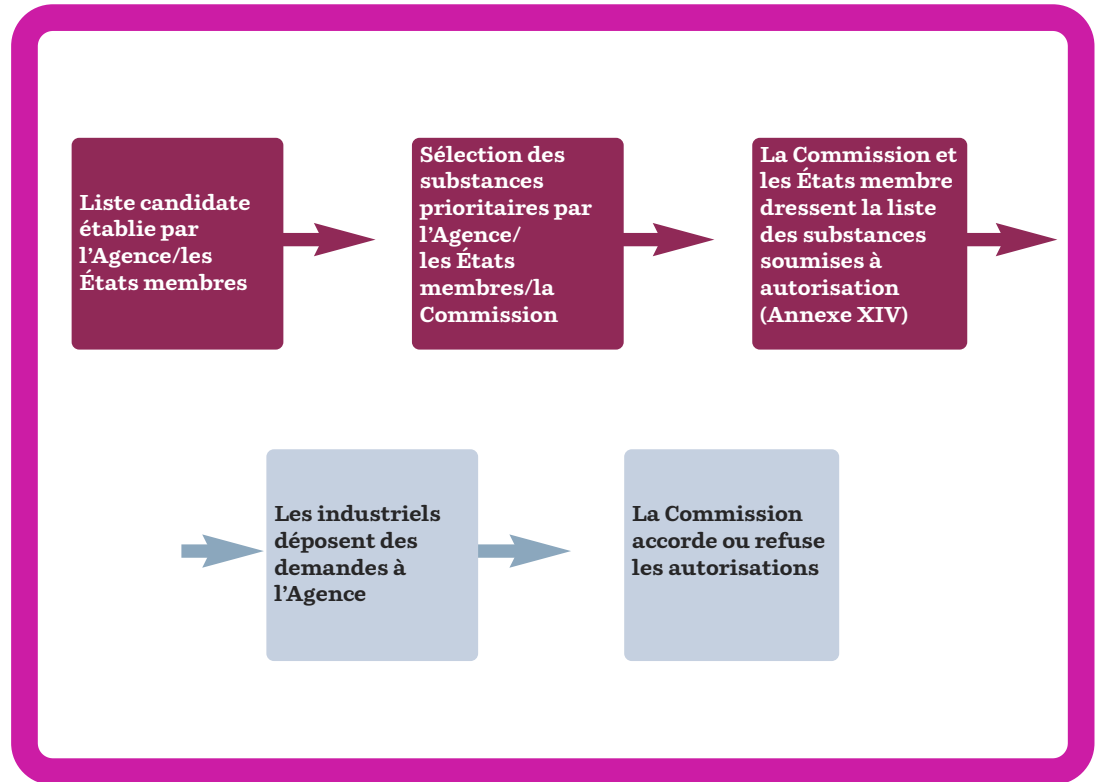 Liste candidate
établie par
l’Agence/les
États membres
Sélection des
substances
prioritaires par
l’Agence/
les États
membres/la
Commission
La Commission et
les États membre
dressent la liste
des substances
soumises à
autorisation
(Annexe XIV)
Les industriels
déposent des
demandes à
l’Agence
La Commission
accorde ou refuse
les autorisations